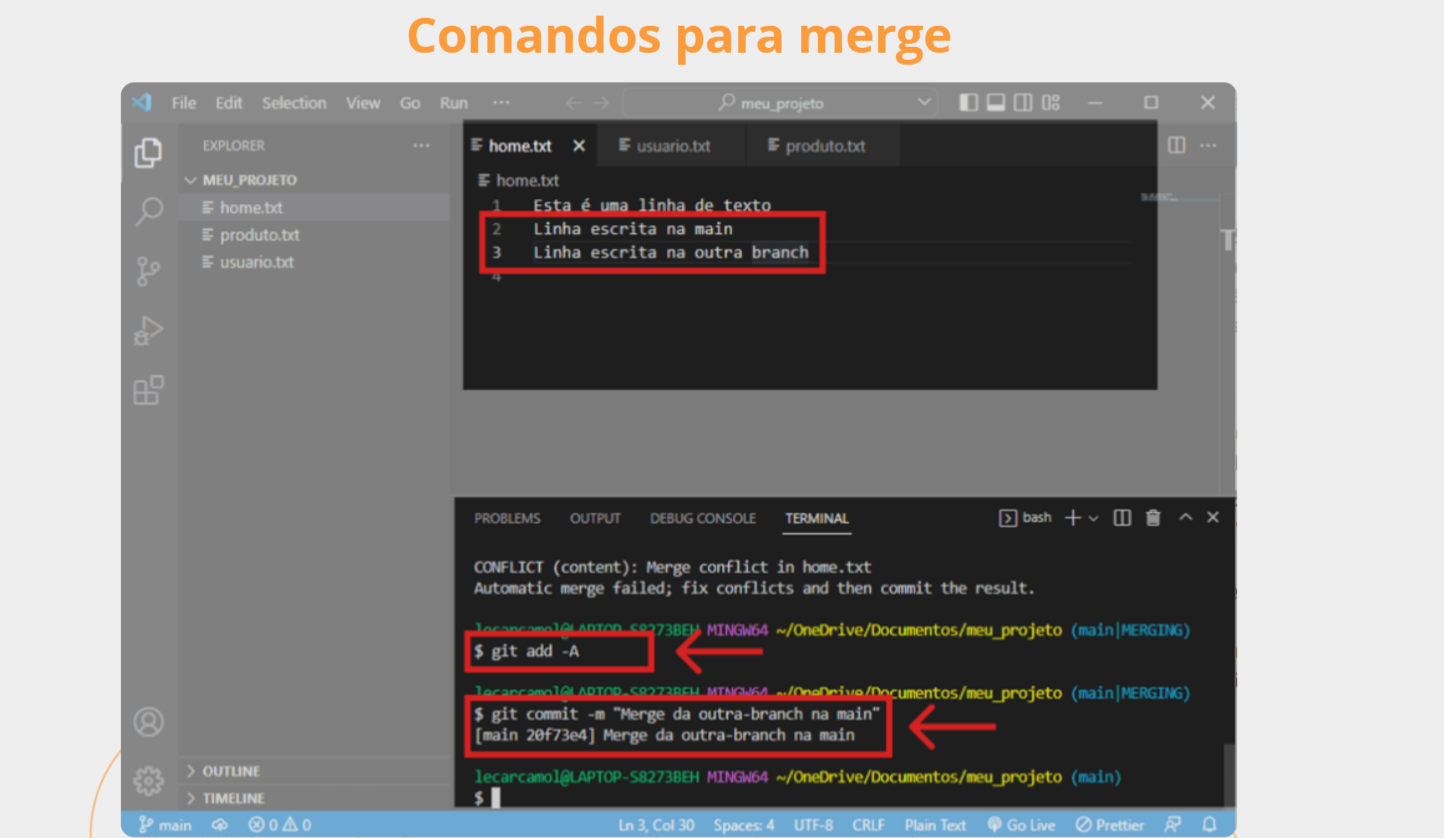 Comandos para merge
File Edit Selection View Go Run ··· meu_projeto
EXPLORER ···
MEU_PROJETO
home.txt
produto.txt
usuario.txt
OUTLINE
TIMELINE
home.txt usuario.txt produto.txt ···
home.txt
1 Esta é uma linha de texto
2 Linha escrita na main
3 Linha escrita na outra branch
4
PROBLEMS OUTPUT DEBUG CONSOLE TERMINAL bash
CONFLICT (content): Merge conflict in home.txt
Automatic merge failed; fix conflicts and then commit the result.
lecarcamol@LAPTOP-S8273BEH MINGW64 ~/OneDrive/Documentos/meu_projeto (main|MERGING)
$ git add -A
lecarcamol@LAPTOP-S8273BEH MINGW64 ~/OneDrive/Documentos/meu_projeto (main|MERGING)
$ git commit -m "Merge da outra-branch na main"
[main 20f73e4] Merge da outra-branch na main
lecarcamol@LAPTOP-S8273BEH MINGW64 ~/OneDrive/Documentos/meu_projeto (main)
$
main 0 0 Ln 3, Col 30 Spaces: 4 UTF-8 CRLF Plain Text Go Live Prettier